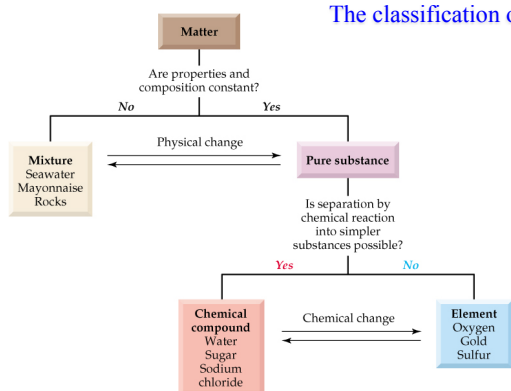 The classification o
Matter
Are properties and
composition constant?
No
Yes
Physical change
Mixture
Seawater
Mayonnaise
Rocks
Pure substance
Is separation by
chemical reaction
into simpler
substances possible?
Yes
No
Chemical
compound
Water
Sugar
Sodium
chloride
Chemical change
Element
Oxygen
Gold
Sulfur